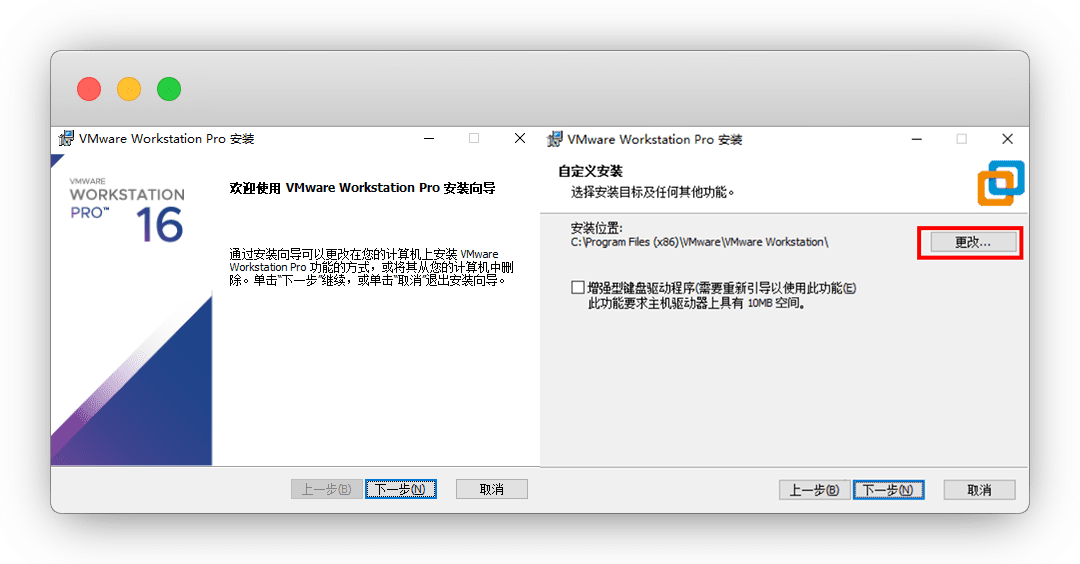 VMware Workstation Pro 安装
VMWARE
WORKSTATION
PRO™ 16
欢迎使用 VMware Workstation Pro 安装向导
通过安装向导可以更改在您的计算机上安装 VMware
Workstation Pro 功能的方式，或将其从您的计算机中删
除。单击"下一步"继续，或单击"取消"退出安装向导。
上一步(B) 下一步(N) 取消
VMware Workstation Pro 安装
自定义安装
选择安装目标及任何其他功能。
安装位置:
C:\Program Files (x86)\VMware\VMware Workstation\
更改...
增强型键盘驱动程序(需要重新引导以使用此功能(E)
此功能要求主机驱动器上具有 10MB 空间。
上一步(B) 下一步(N) 取消